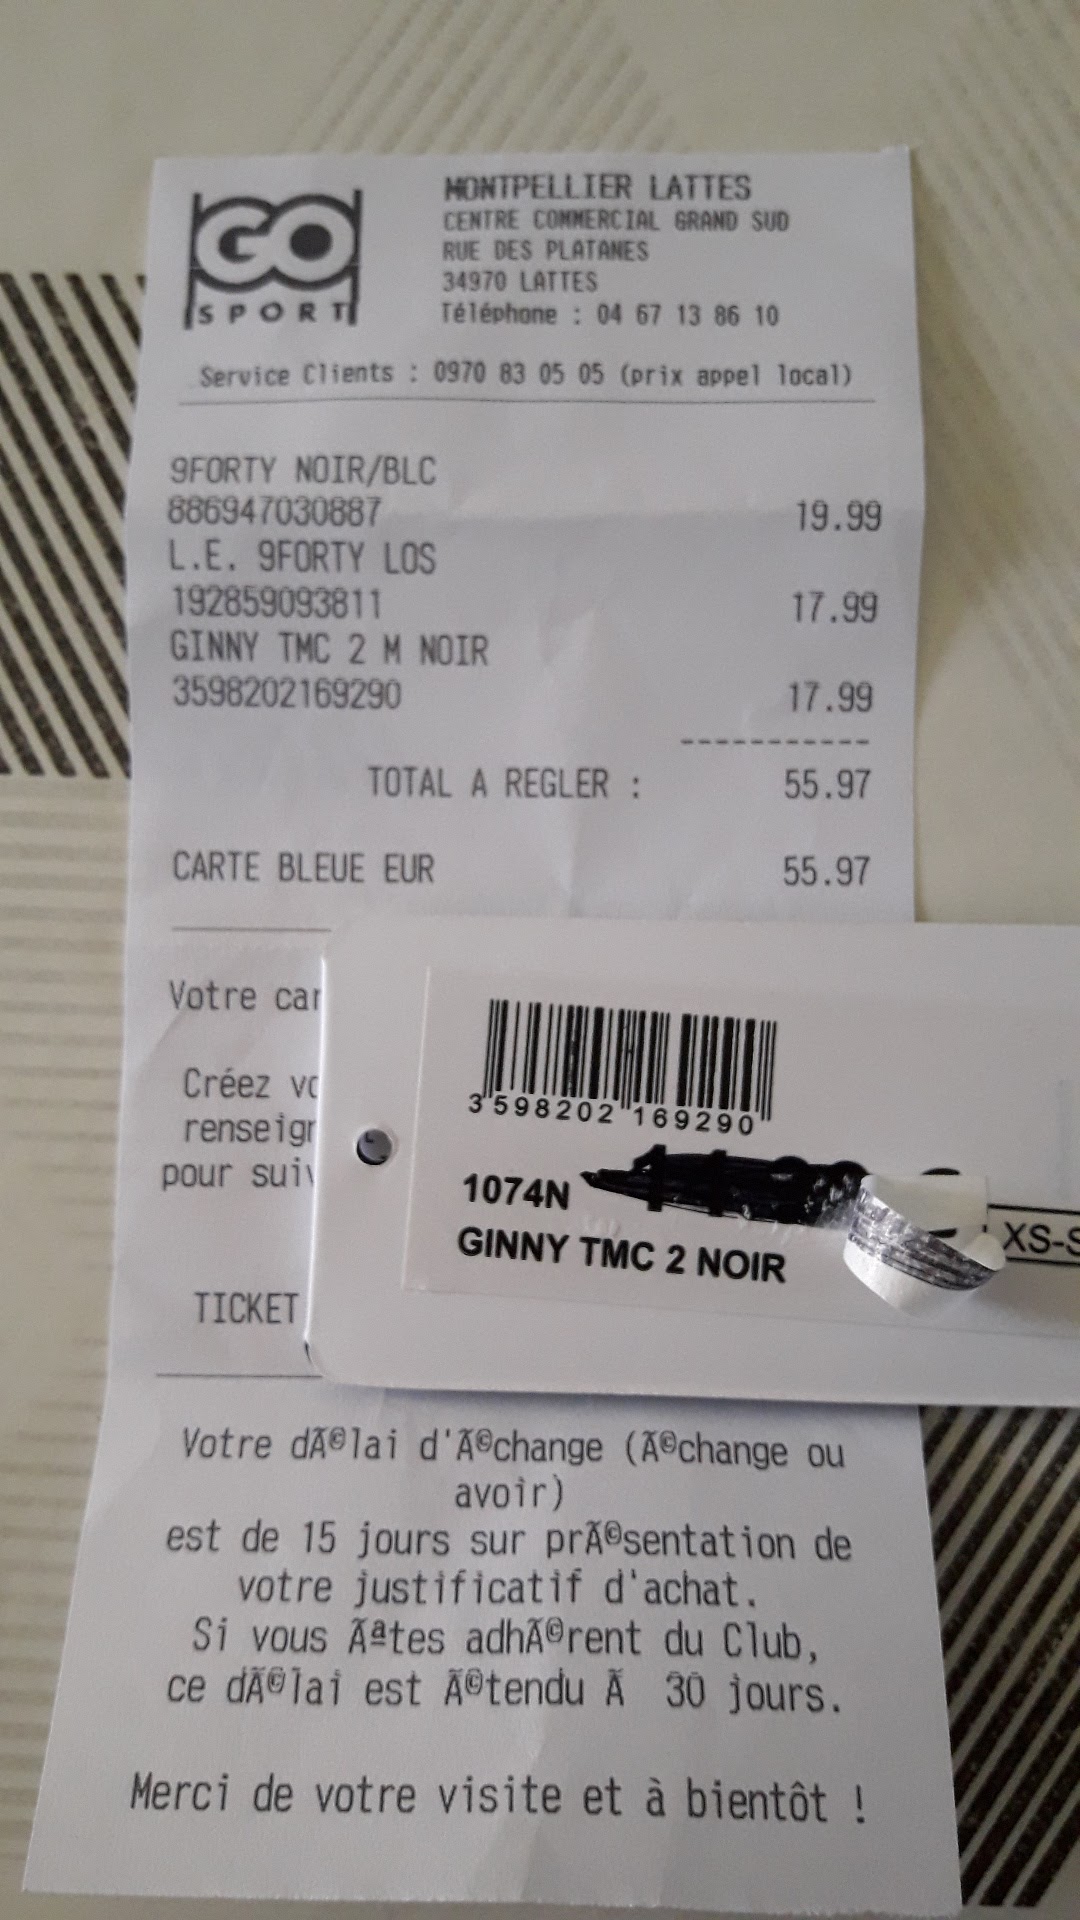 GO
SPORT
MONTPELLIER LATTES
CENTRE COMMERCIAL GRAND SUD
RUE DES PLATANES
34970 LATTES
Téléphone : 04 67 13 86 10
Service Clients : 0970 83 05 05 (prix appel local)
9FORTY NOIR/BLC
886947030887 19.99
L.E. 9FORTY LOS
192859093811 17.99
GINNY TMC 2 M NOIR
3598202169290 17.99
-----------
TOTAL A REGLER : 55.97
CARTE BLEUE EUR 55.97
Votre car
Créez vo
renseigr
pour suiv
TICKET
3 598202 169290
1074N
XS-S
GINNY TMC 2 NOIR
Votre dÃ©lai d'Ã©change (Ã©change ou
avoir)
est de 15 jours sur prÃ©sentation de
votre justificatif d'achat.
Si vous Ãªtes adhÃ©rent du Club,
ce dÃ©lai est Ã©tendu Ã 30 jours.
Merci de votre visite et à bientôt !